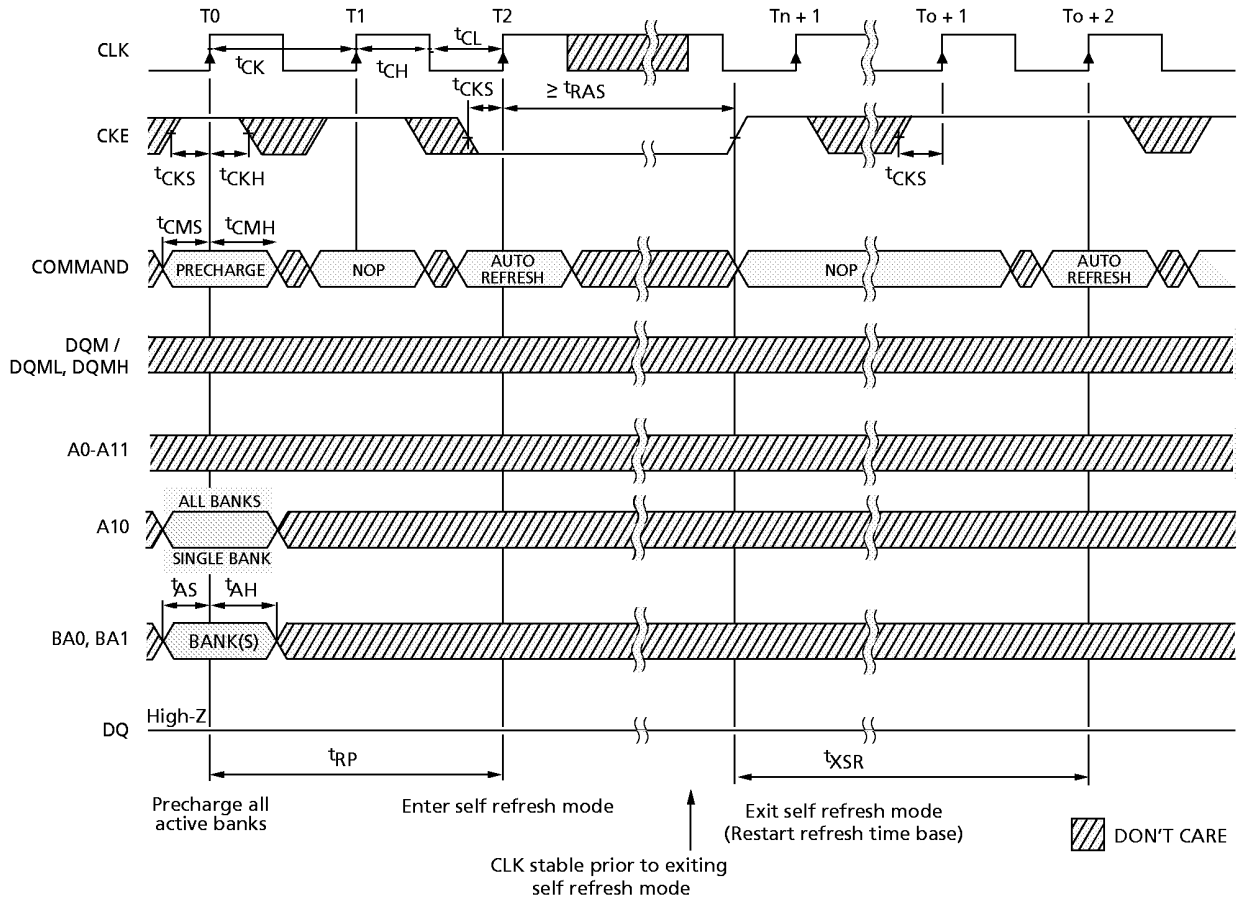 T0 T1 T2 Tn + 1 To + 1 To + 2
CLK
tCK
tCH
tCL
tCKS
≥ tRAS
CKE
tCKS
tCKH
tCKS
tCMS
tCMH
COMMAND
PRECHARGE
NOP
AUTO
REFRESH
NOP
AUTO
REFRESH
DQM /
DQML, DQMH
A0-A11
ALL BANKS
A10
SINGLE BANK
tAS
tAH
BA0, BA1
BANK(S)
High-Z
DQ
tRP
tXSR
Precharge all
active banks
Enter self refresh mode
Exit self refresh mode
(Restart refresh time base)
CLK stable prior to exiting
self refresh mode
DON'T CARE